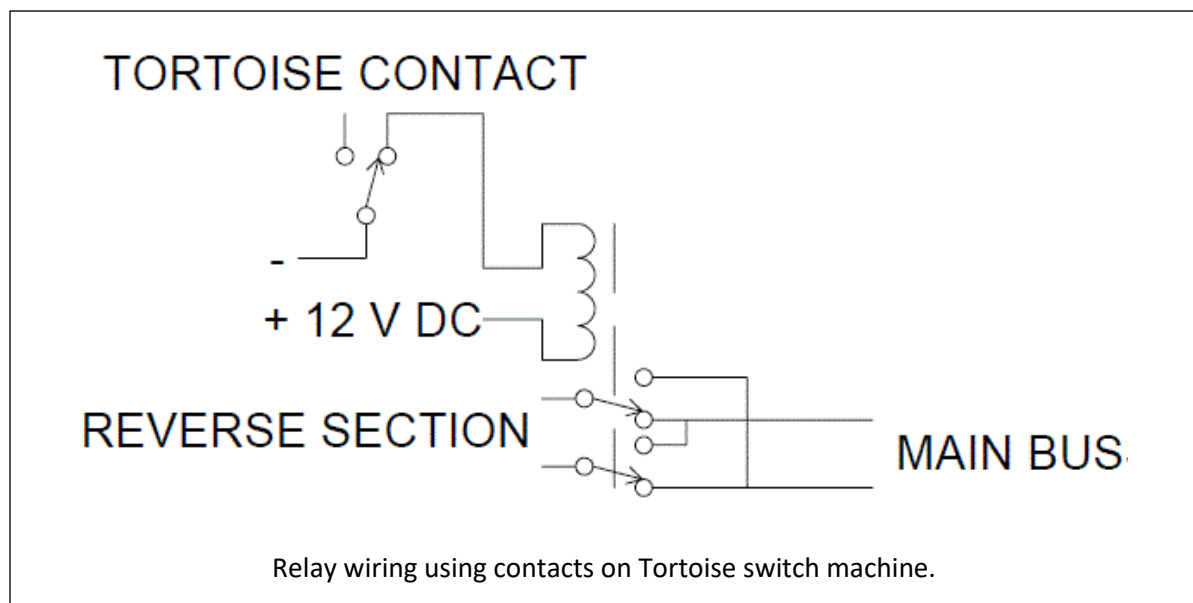 TORTOISE CONTACT
-
+ 12 V DC
REVERSE SECTION
MAIN BUS
Relay wiring using contacts on Tortoise switch machine.